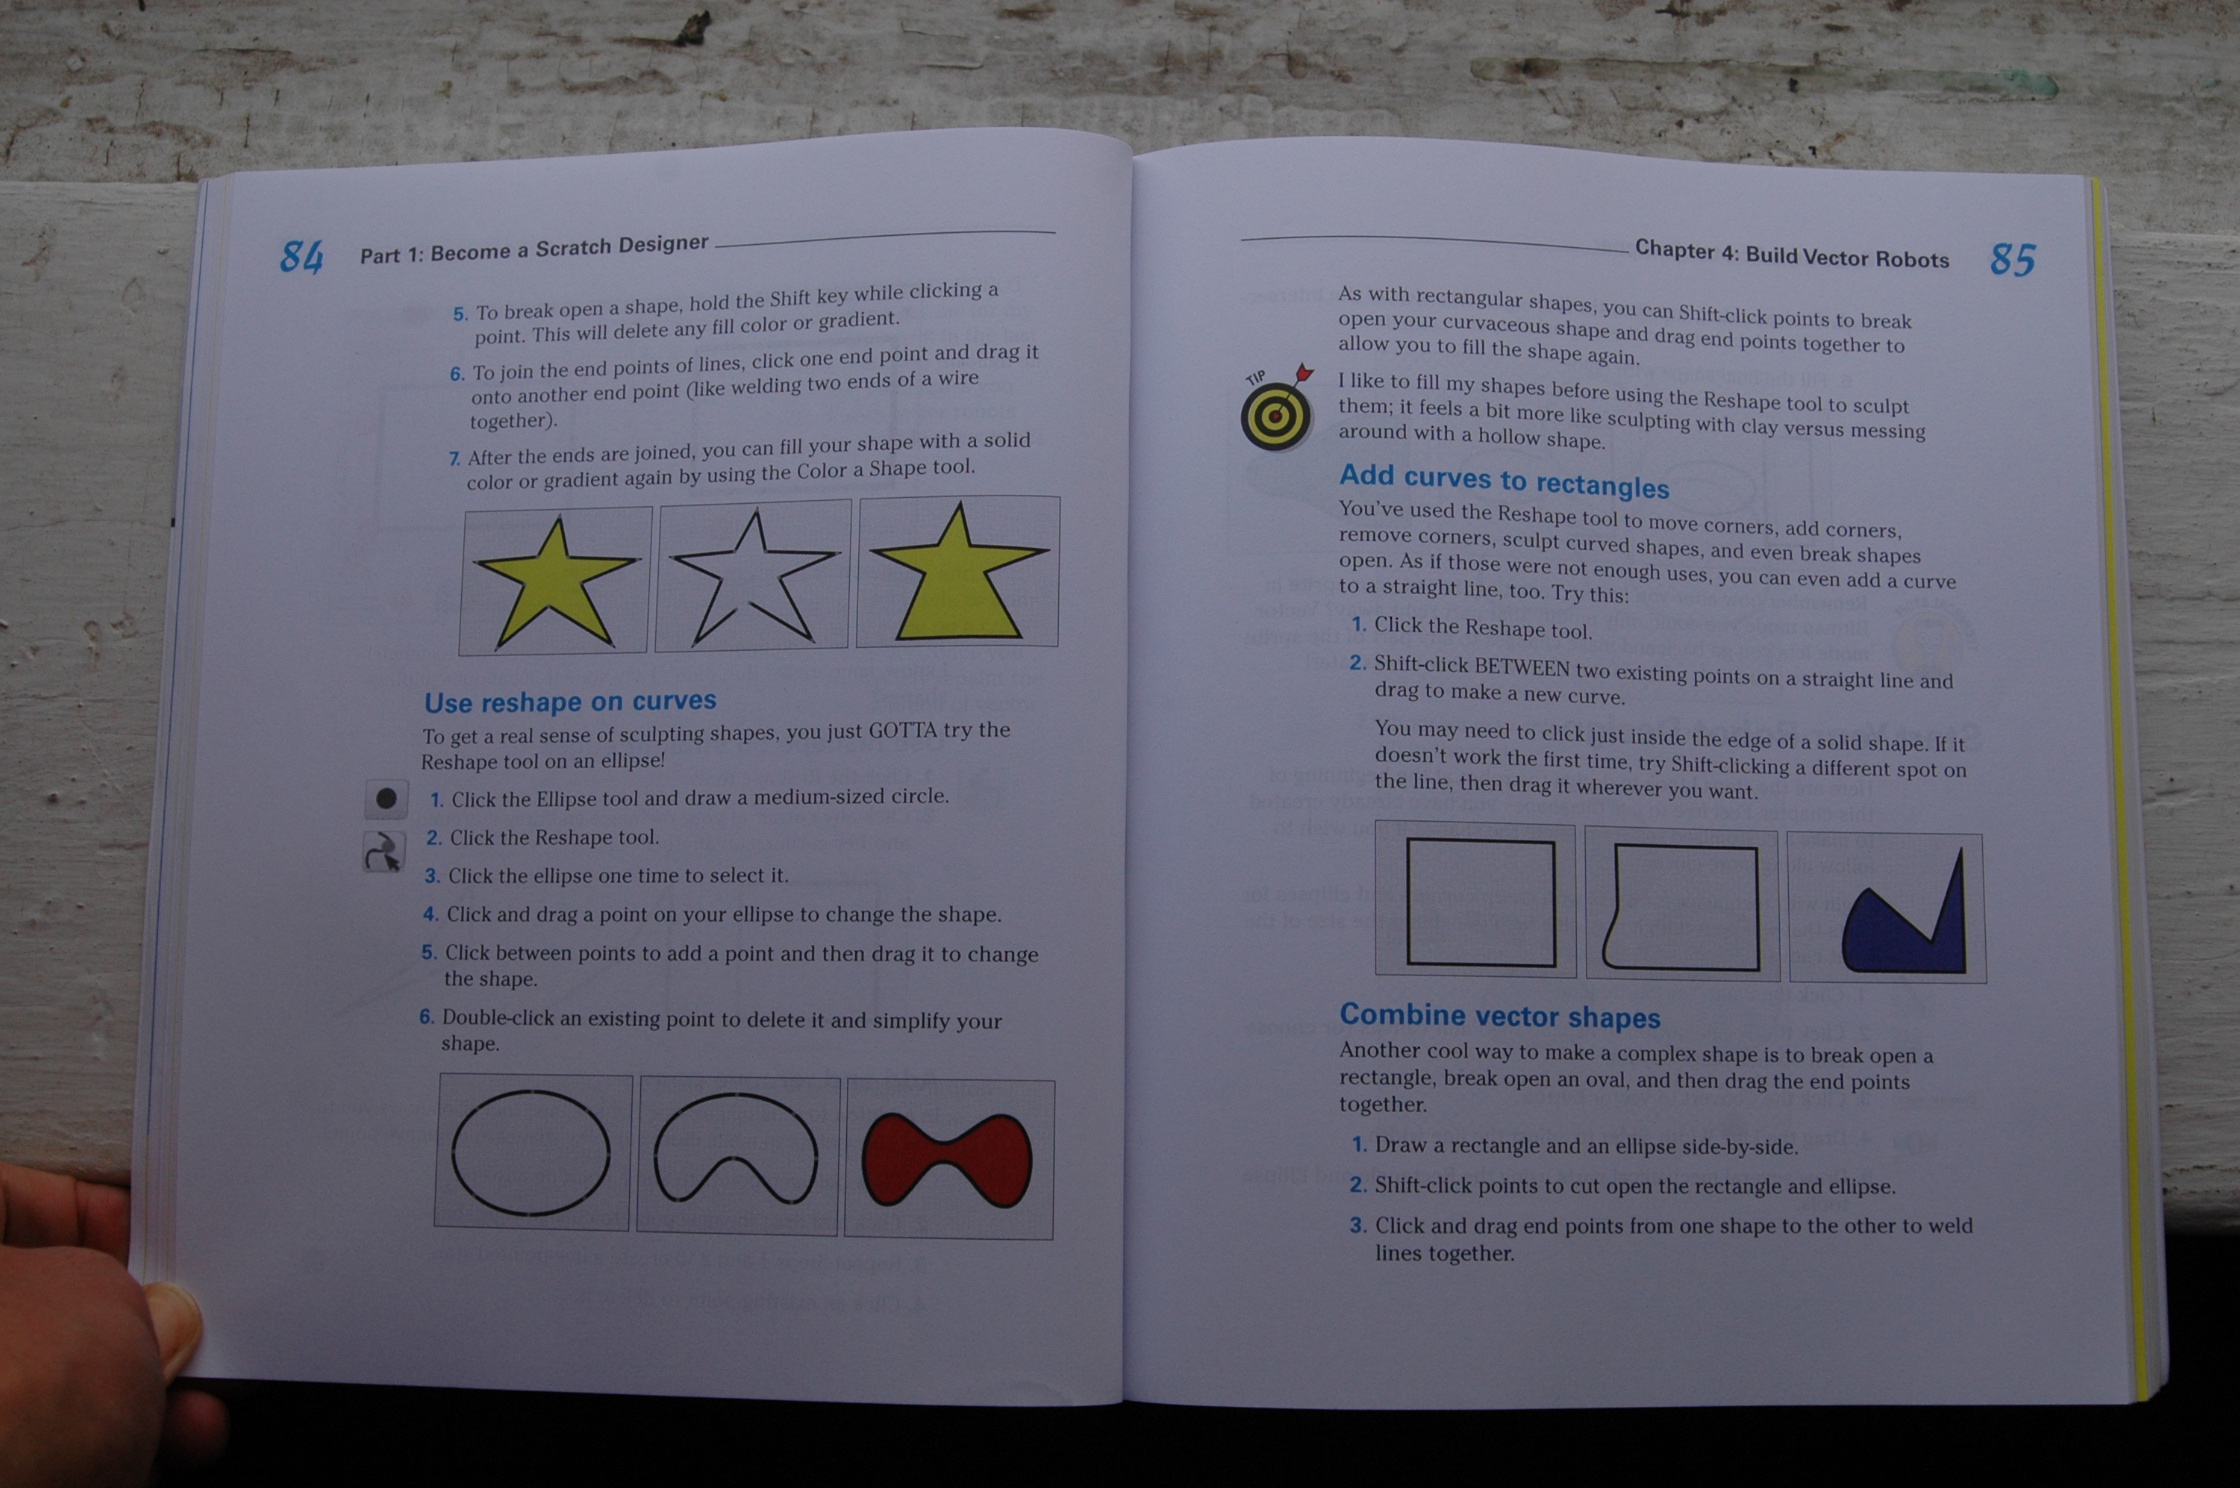 84 Part 1: Become a Scratch Designer
5. To break open a shape, hold the Shift key while clicking a
point. This will delete any fill color or gradient.
6. To join the end points of lines, click one end point and drag it
onto another end point (like welding two ends of a wire
together).
7. After the ends are joined, you can fill your shape with a solid
color or gradient again by using the Color a Shape tool.
Use reshape on curves
To get a real sense of sculpting shapes, you just GOTTA try the
Reshape tool on an ellipse!
1. Click the Ellipse tool and draw a medium-sized circle.
2. Click the Reshape tool.
3. Click the ellipse one time to select it.
4. Click and drag a point on your ellipse to change the shape.
5. Click between points to add a point and then drag it to change
the shape.
6. Double-click an existing point to delete it and simplify your
shape.
Chapter 4: Build Vector Robots 85
As with rectangular shapes, you can Shift-click points to break
open your curvaceous shape and drag end points together to
allow you to fill the shape again.
TIP
I like to fill my shapes before using the Reshape tool to sculpt
them; it feels a bit more like sculpting with clay versus messing
around with a hollow shape.
Add curves to rectangles
You've used the Reshape tool to move corners, add corners,
remove corners, sculpt curved shapes, and even break shapes
open. As if those were not enough uses, you can even add a curve
to a straight line, too. Try this:
1. Click the Reshape tool.
2. Shift-click BETWEEN two existing points on a straight line and
drag to make a new curve.
You may need to click just inside the edge of a solid shape. If it
doesn't work the first time, try Shift-clicking a different spot on
the line, then drag it wherever you want.
Combine vector shapes
Another cool way to make a complex shape is to break open a
rectangle, break open an oval, and then drag the end points
together.
1. Draw a rectangle and an ellipse side-by-side.
2. Shift-click points to cut open the rectangle and ellipse.
3. Click and drag end points from one shape to the other to weld
lines together.